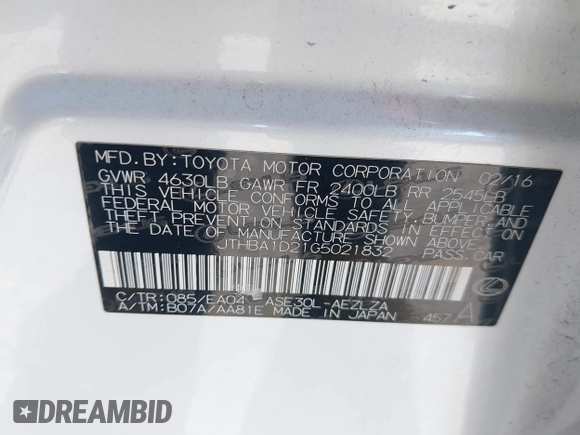 MFD.BY:TOYOTA MOTOR CORPORATION 02/16
GVWR 4630LB GAWR FR 2400LB RR 2545LB
THIS VEHICLE CONFORMS TO ALL APPLICABLE
FEDERAL MOTOR VEHICLE SAFETY, BUMPER, AND
THEFT PREVENTION STANDARDS IN EFFECT ON
THE DATE OF MANUFACTURE SHOWN ABOVE.
JTHBA1D21G5021832 PASS.CAR
C/TR:085/EA04 ASE30L-AEZLZA
A/TM:B07A/AA81E MADE IN JAPAN 457 A
DREAMBID